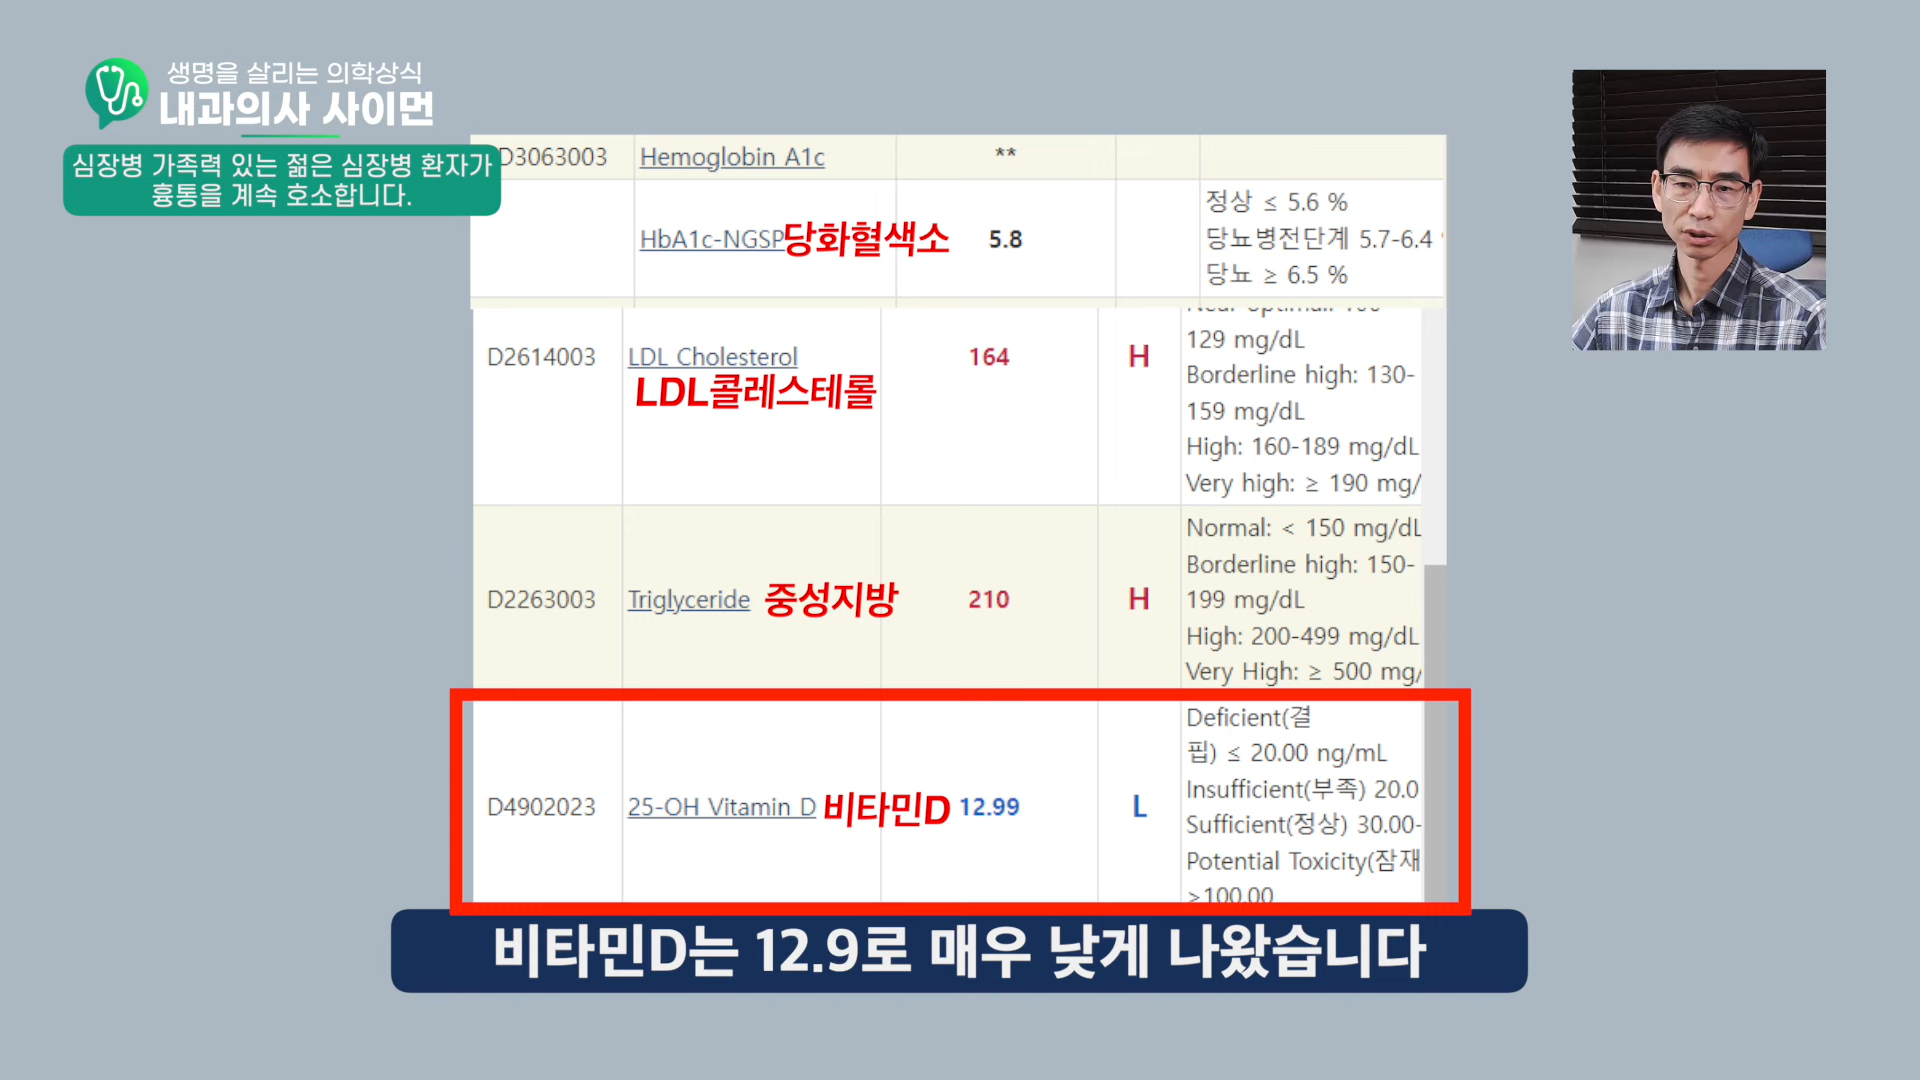 생명을 살리는 의학상식
내과의사 사이먼
심장병 가족력 있는 젊은 심장병 환자가
흉통을 계속 호소합니다.
D3063003 Hemoglobin A1c **
HbA1c-NGSP 당화혈색소 5.8
정상 ≤ 5.6 %
당뇨병전단계 5.7-6.4
당뇨 ≥ 6.5 %
D2614003 LDL Cholesterol 164 H
LDL콜레스테롤
129 mg/dL
Borderline high: 130-
159 mg/dL
High: 160-189 mg/dL
Very high: ≥ 190 mg/
D2263003 Triglyceride 중성지방 210 H
Normal: < 150 mg/dL
Borderline high: 150-
199 mg/dL
High: 200-499 mg/dL
Very High: ≥ 500 mg/
D4902023 25-OH Vitamin D 비타민D 12.99 L
Deficient(결
핍) ≤ 20.00 ng/mL
Insufficient(부족) 20.0
Sufficient(정상) 30.00-
Potential Toxicity(잠재
>100.00
비타민D는 12.9로 매우 낮게 나왔습니다